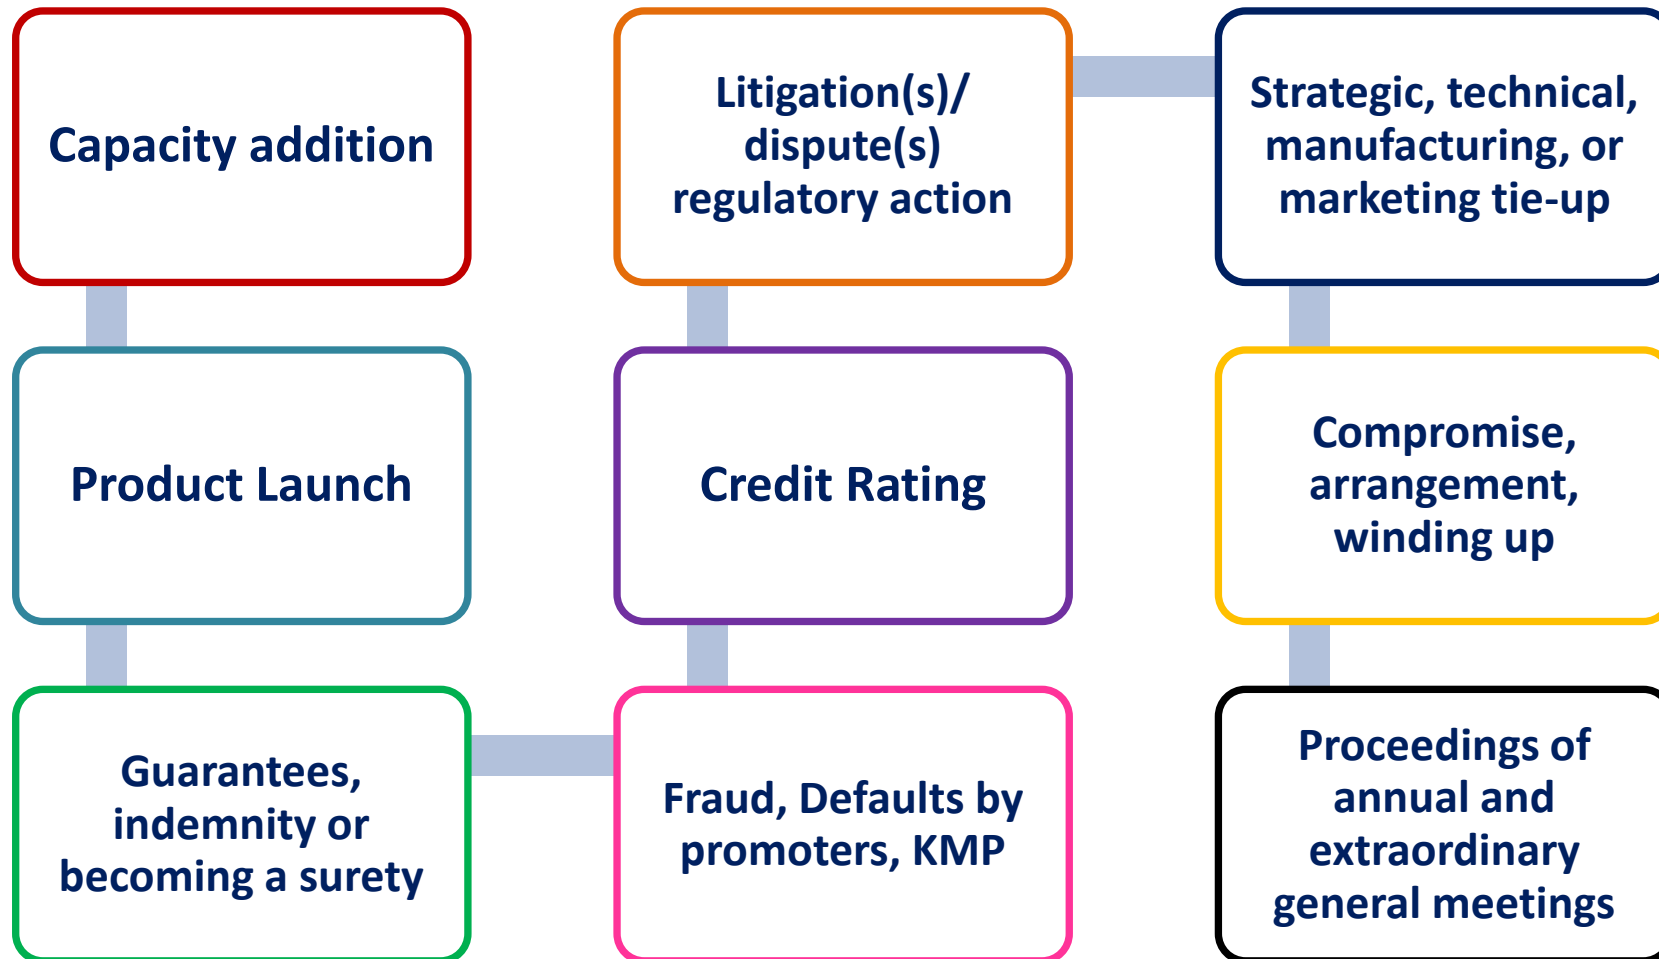 Capacity addition
Product Launch
Guarantees,
indemnity or
becoming a surety
Fraud, Defaults by
promoters, KMP
Credit Rating
Litigation(s)/
dispute(s)
regulatory action
Strategic, technical,
manufacturing, or
marketing tie-up
Compromise,
arrangement,
winding up
Proceedings of
annual and
extraordinary
general meetings